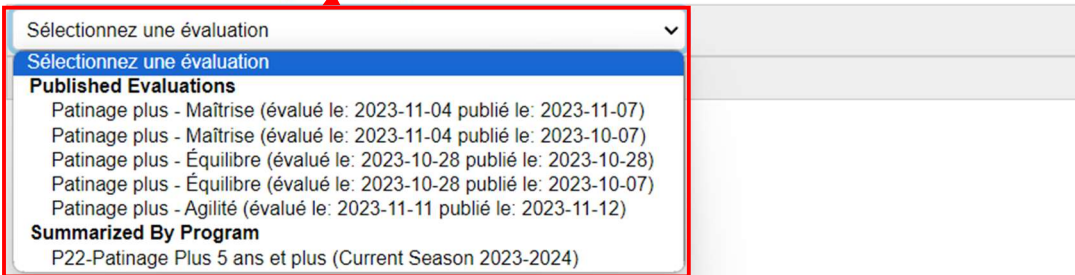 Sélectionnez une évaluation
Sélectionnez une évaluation
Published Evaluations
Patinage plus - Maîtrise (évalué le: 2023-11-04 publié le: 2023-11-07)
Patinage plus - Maîtrise (évalué le: 2023-11-04 publié le: 2023-10-07)
Patinage plus - Équilibre (évalué le: 2023-10-28 publié le: 2023-10-28)
Patinage plus - Équilibre (évalué le: 2023-10-28 publié le: 2023-10-07)
Patinage plus - Agilité (évalué le: 2023-11-11 publié le: 2023-11-12)
Summarized By Program
P22-Patinage Plus 5 ans et plus (Current Season 2023-2024)